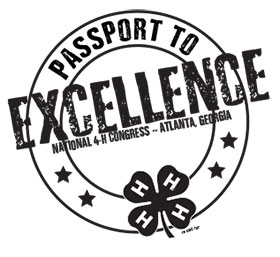 PASSPORT TO
EXCELLENCE
NATIONAL 4-H CONGRESS ~ ATLANTA, GEORGIA
H H
H H